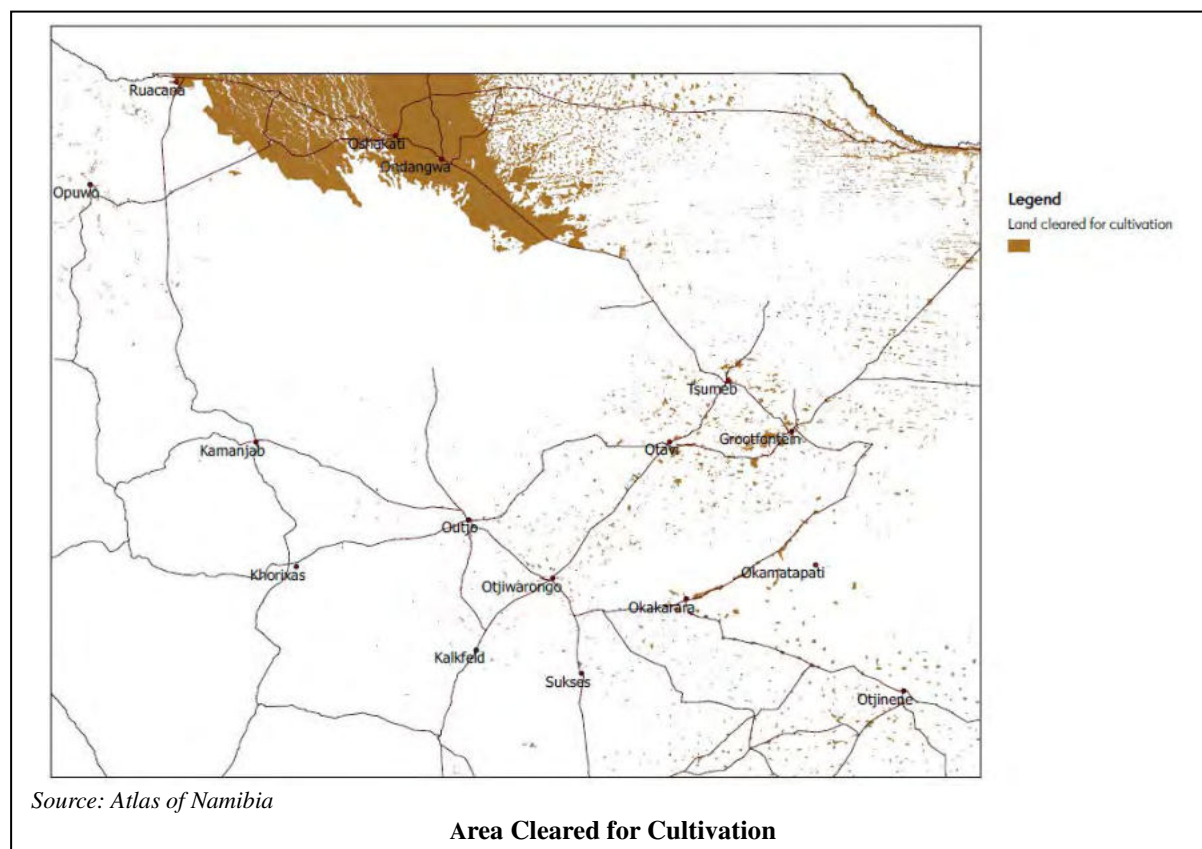 Ruacana
Oshakati
Ondangwa
Opuwo
Legend
Land cleared for cultivation
Tsumeb
Grootfontein
Otavi
Kamanjab
Outjo
Khorixas
Otjiwarongo
Okamatapati
Okakarara
Kalkfeld
Sukses
Otjinene
Source: Atlas of Namibia
Area Cleared for Cultivation